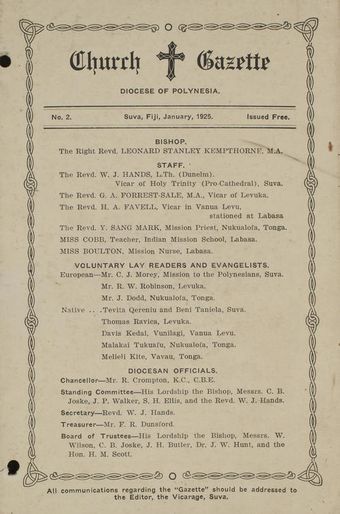 Church Gazette
DIOCESE OF POLYNESIA.
No. 2. Suva, Fiji, January, 1925. Issued Free.
BISHOP.
The Right Revd. LEONARD STANLEY KEMPTHORNE, M.A.
STAFF.
The Revd. W. J. HANDS, L.Th. (Dunelm).
Vicar of Holy Trinity (Pro-Cathedral), Suva.
The Revd. G. A. FORREST-SALE, M.A., Vicar of Levuka.
The Revd. H. A. FAVELL, Vicar in Vanua Levu,
stationed at Labasa
The Revd. Y. SANG MARK, Mission Priest, Nukualofa, Tonga.
MISS COBB, Teacher, Indian Mission School, Labasa.
MISS BOULTON, Mission Nurse, Labasa.
VOLUNTARY LAY READERS AND EVANGELISTS.
European—Mr. C. J. Morey, Mission to the Polynesians, Suva.
Mr. R. W. Robinson, Levuka.
Mr. J. Dodd, Nukualofa, Tonga.
Native .. .. Tevita Qereniu and Beni Taniela, Suva.
Thomas Ravica, Levuka.
Davis Kedai, Vunilagi, Vanua Levu.
Malakai Tukuafu, Nukualofa, Tonga.
Melieli Kite, Vavau, Tonga.
DIOCESAN OFFICIALS.
Chancellor—Mr. R. Crompton, K.C., C.B.E.
Standing Committee—His Lordship the Bishop, Messrs. C. B.
Joske, J. P. Walker, S. H. Ellis, and the Revd. W. J. Hands.
Secretary—Revd. W. J. Hands.
Treasurer—Mr. F. R. Dunsford.
Board of Trustees—His Lordship the Bishop, Messrs. W.
Wilson, C. B. Joske, J. H. Butler, Dr. J. W. Hunt, and the
Hon. H. M. Scott.
All communications regarding the "Gazette" should be addressed to
the Editor, the Vicarage, Suva.